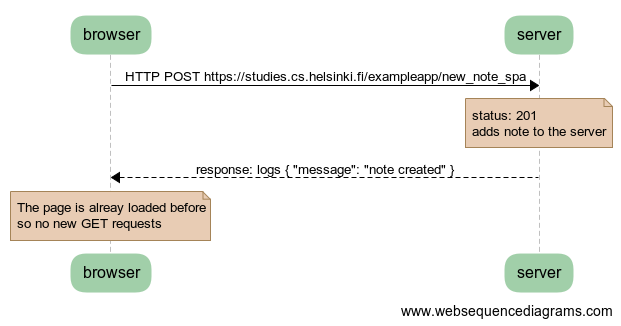 browser
server
HTTP POST https://studies.cs.helsinki.fi/exampleapp/new_note_spa
status: 201
adds note to the server
response: logs { "message": "note created" }
The page is alreay loaded before
so no new GET requests
browser
server
www.websequencediagrams.com